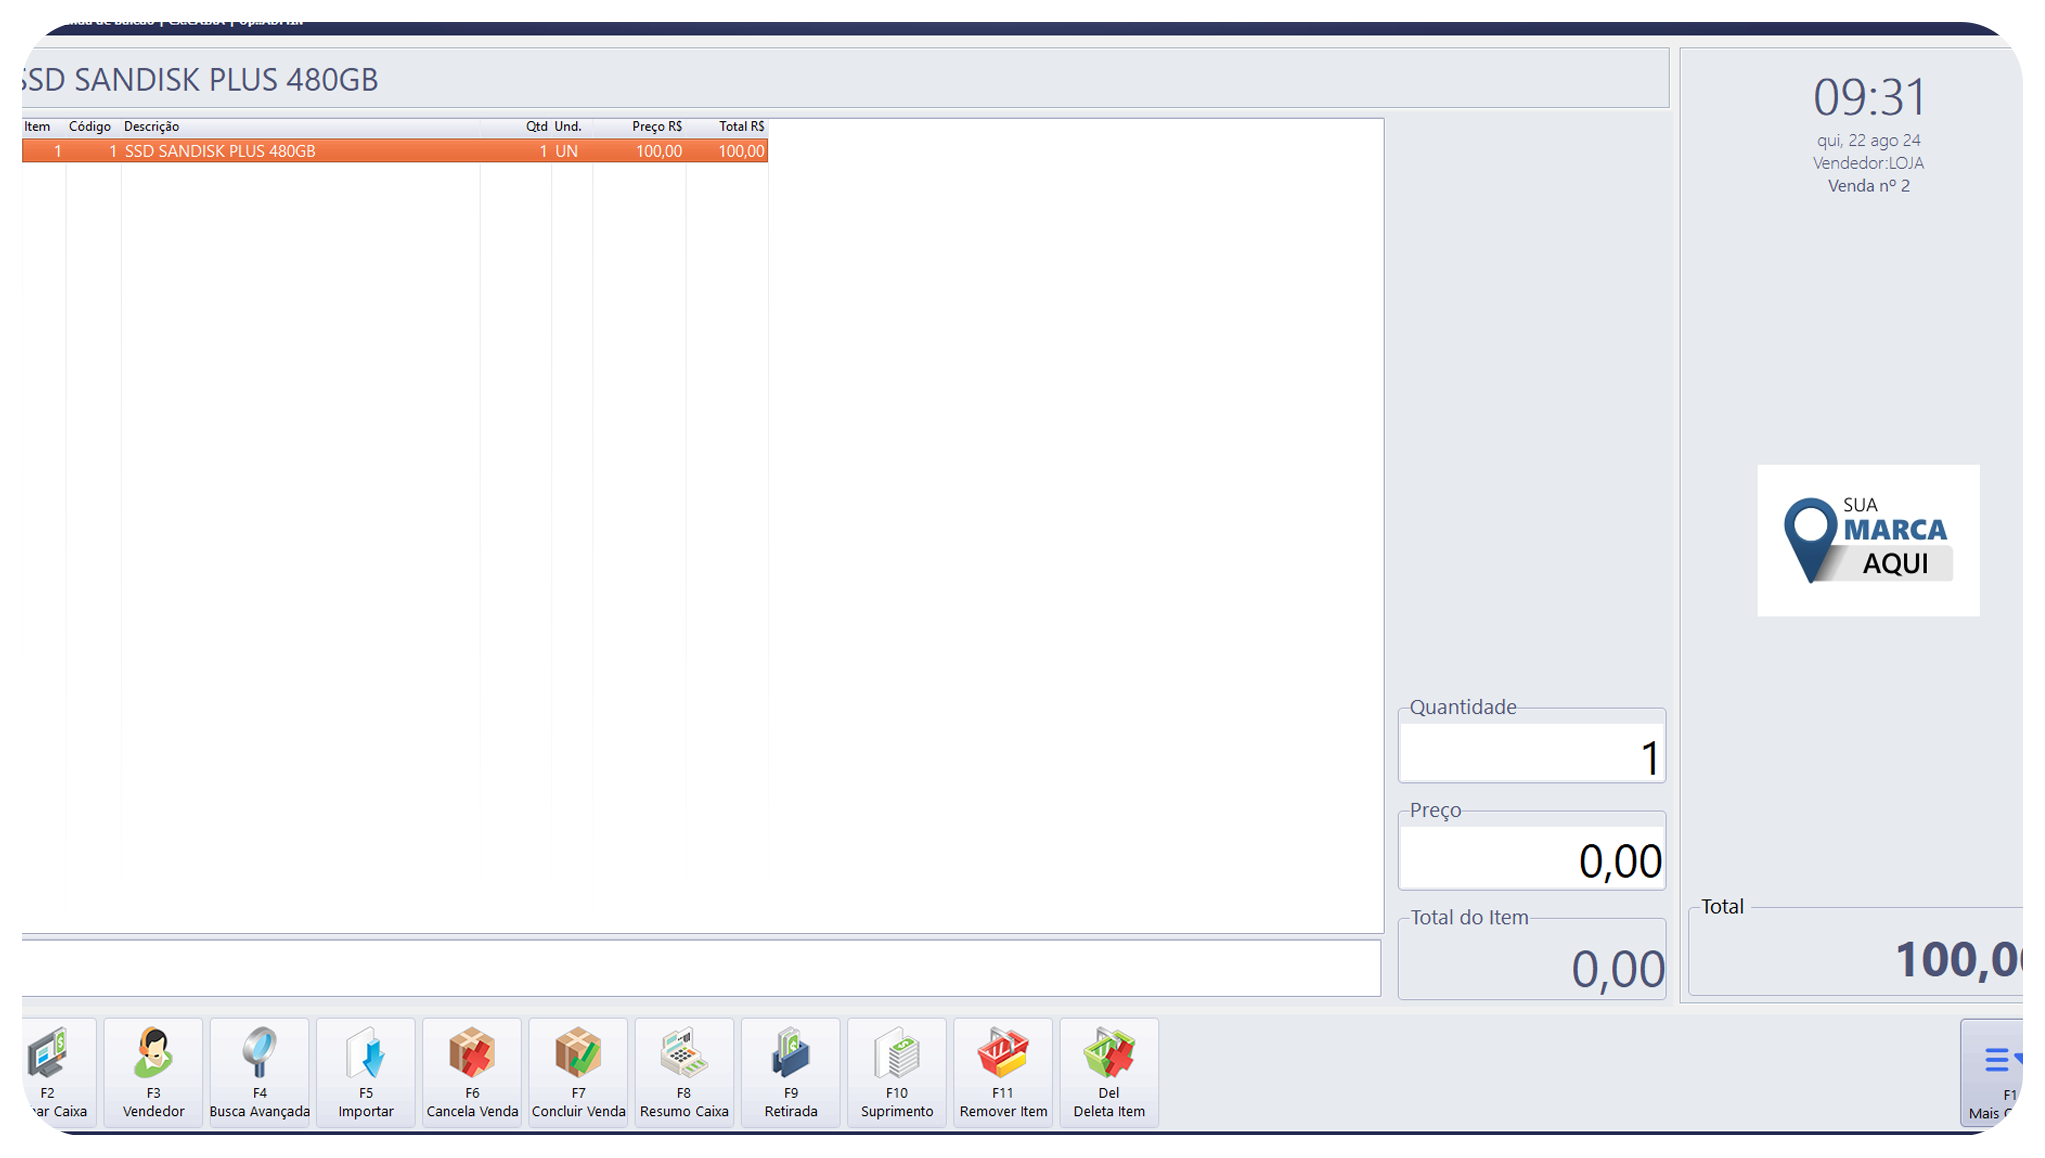 SSD SANDISK PLUS 480GB
09:31
qui, 22 ago 24
Vendedor:LOJA
Venda nº 2
Item Código Descrição Qtd Und. Preço R$ Total R$
1 1 SSD SANDISK PLUS 480GB 1 UN 100,00 100,00
SUA
MARCA
AQUI
Quantidade
1
Preço
0,00
Total do Item
0,00
Total
100,0
F2
Caixa
F3
Vendedor
F4
Busca Avançada
F5
Importar
F6
Cancela Venda
F7
Concluir Venda
F8
Resumo Caixa
F9
Retirada
F10
Suprimento
F11
Remover Item
Del
Deleta Item
F1
Mais